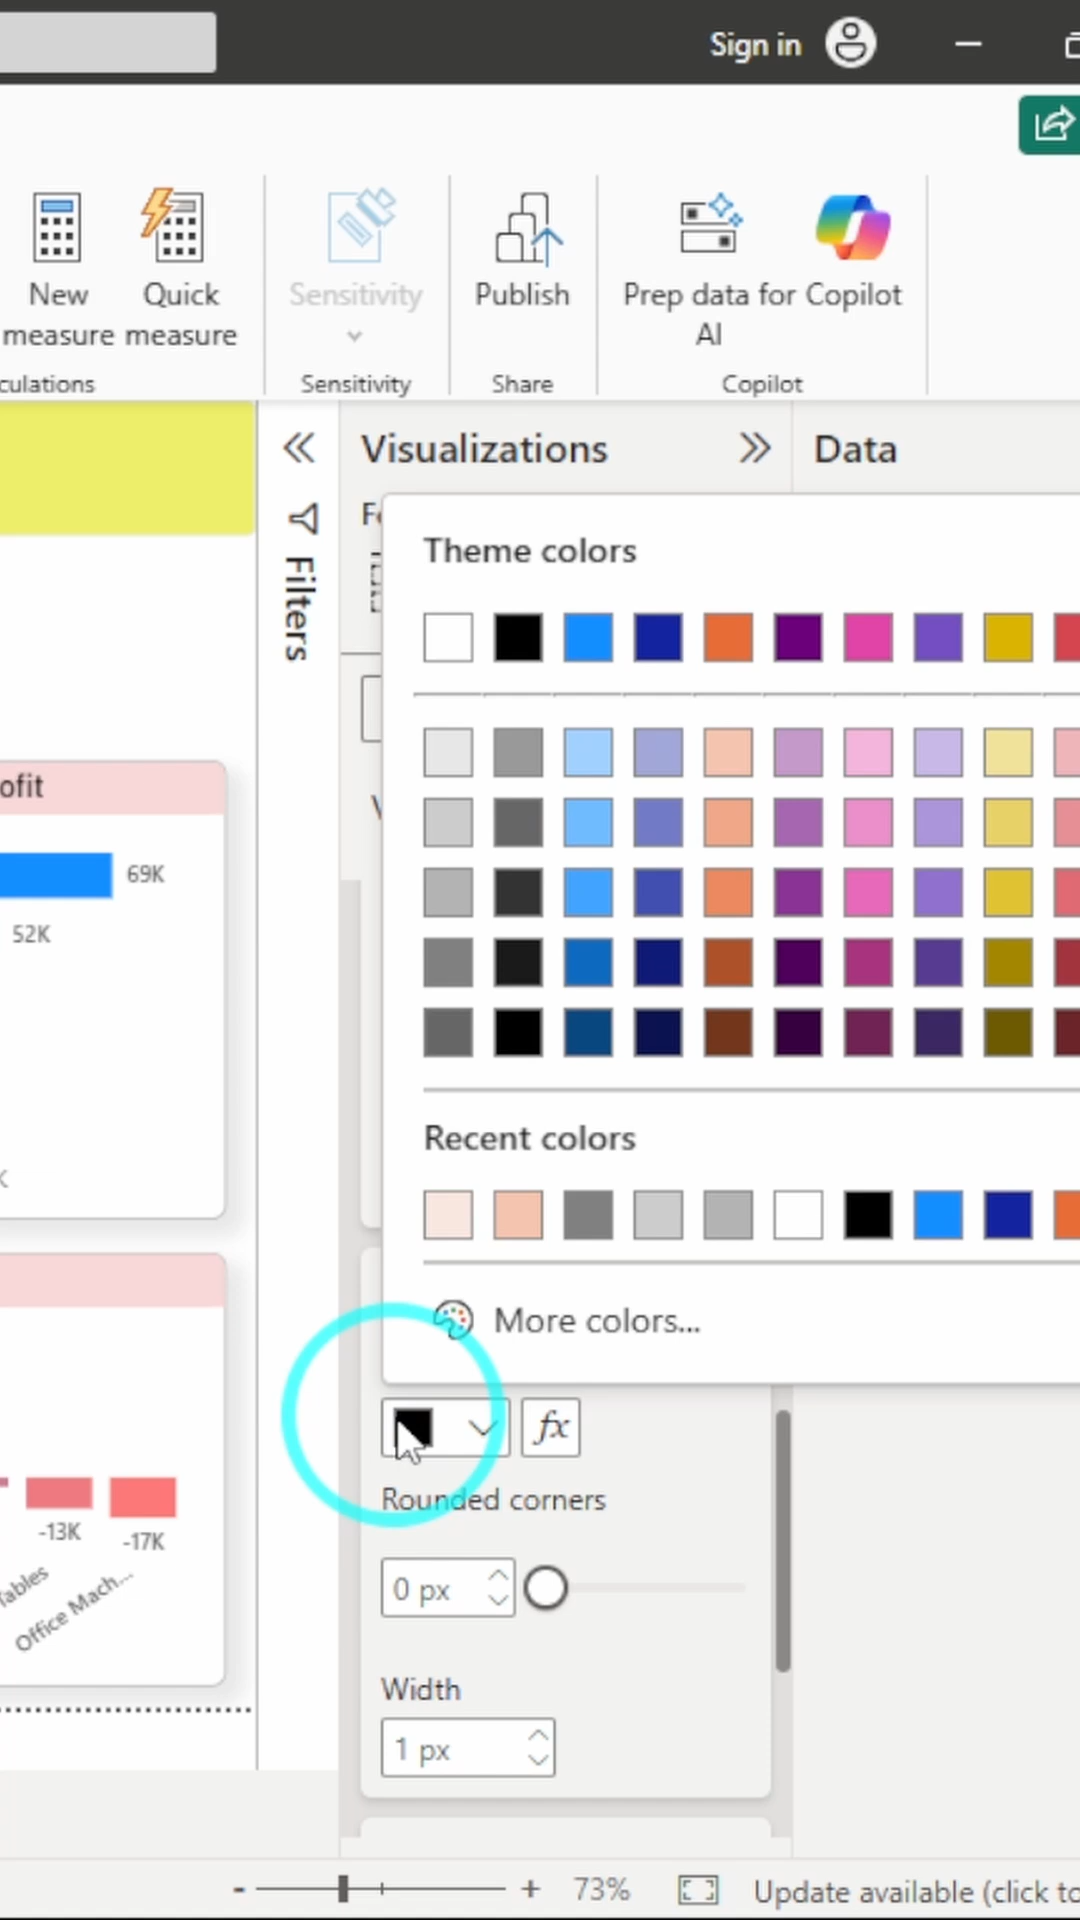 Sign in
New
measure
Quick
measure
Sensitivity
Publish
Prep data for
AI
Copilot
Sensitivity
Share
Copilot
Visualizations
Data
Filters
Theme colors
69K
52K
Recent colors
More colors...
fx
Rounded corners
-13K
-17K
Tables
Office Mach...
0 px
Width
1 px
- + 73%
Update available (click to